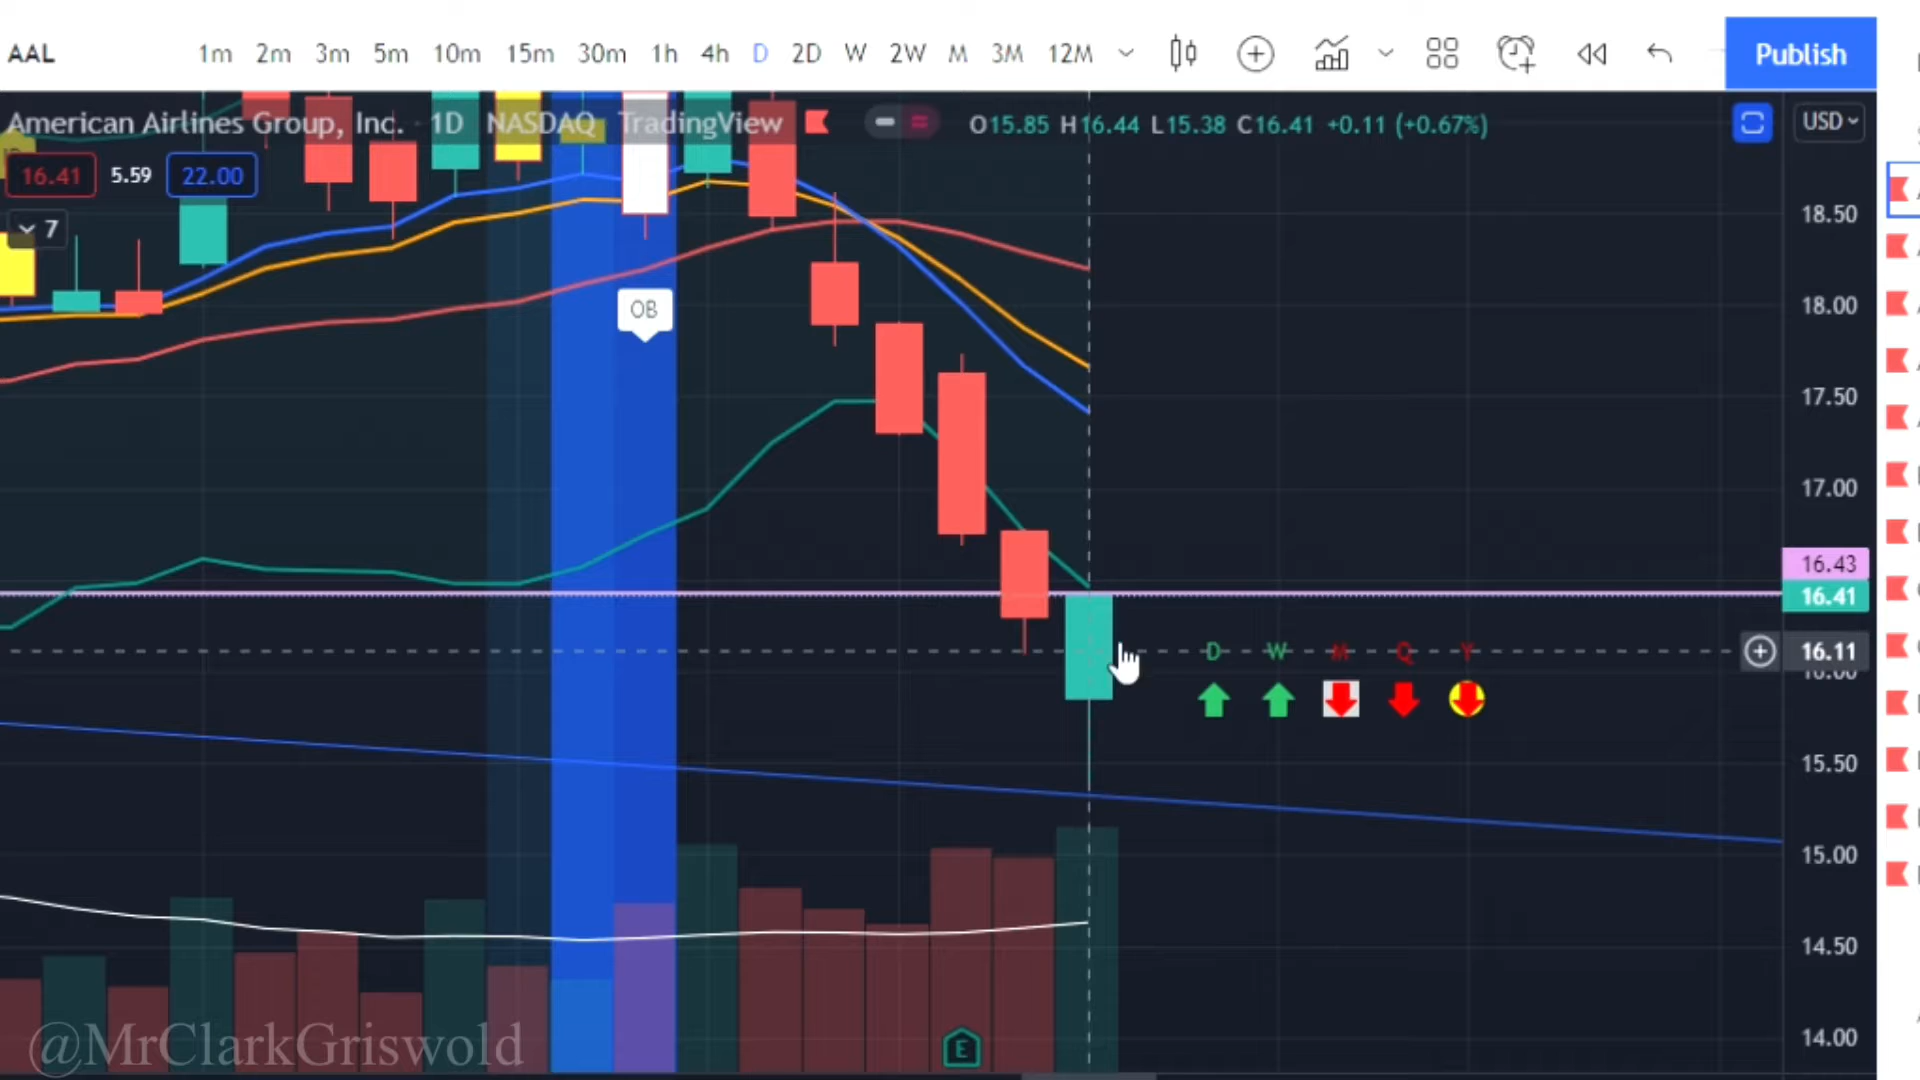 AAL 1m 2m 3m 5m 10m 15m 30m 1h 4h D 2D W 2W M 3M 12M Publish
American Airlines Group, Inc. 1D NASDAQ TradingView O15.85 H16.44 L15.38 C16.41 +0.11 (+0.67%) USD
16.41 5.59 22.00
7
OB
18.50
18.00
17.50
17.00
16.43
16.41
D W M Q Y 16.11
16.00
15.50
15.00
14.50
14.00
E
@MrClarkGriswold